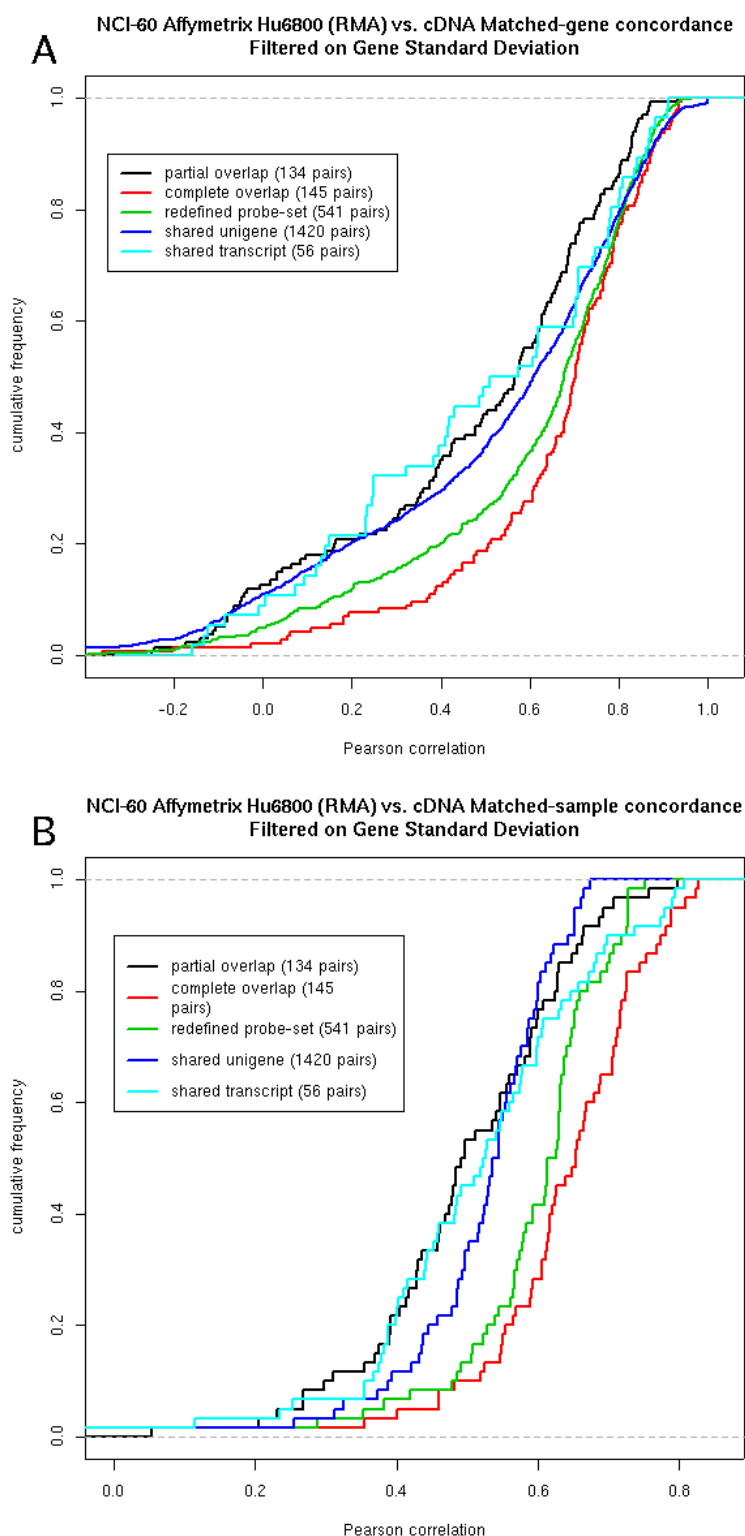 NCI-60 Affymetrix Hu6800 (RMA) vs. cDNA Matched-gene concordance
Filtered on Gene Standard Deviation
A
partial overlap (134 pairs)
complete overlap (145 pairs)
redefined probe-set (541 pairs)
shared unigene (1420 pairs)
shared transcript (56 pairs)
cumulative frequency
1.0
0.8
0.6
0.4
0.2
0.0
-0.2 0.0 0.2 0.4 0.6 0.8 1.0
Pearson correlation
NCI-60 Affymetrix Hu6800 (RMA) vs. cDNA Matched-sample concordance
Filtered on Gene Standard Deviation
B
partial overlap (134 pairs)
complete overlap (145
pairs)
redefined probe-set (541 pairs)
shared unigene (1420 pairs)
shared transcript (56 pairs)
cumulative frequency
1.0
0.8
0.6
0.4
0.2
0.0
0.0 0.2 0.4 0.6 0.8
Pearson correlation